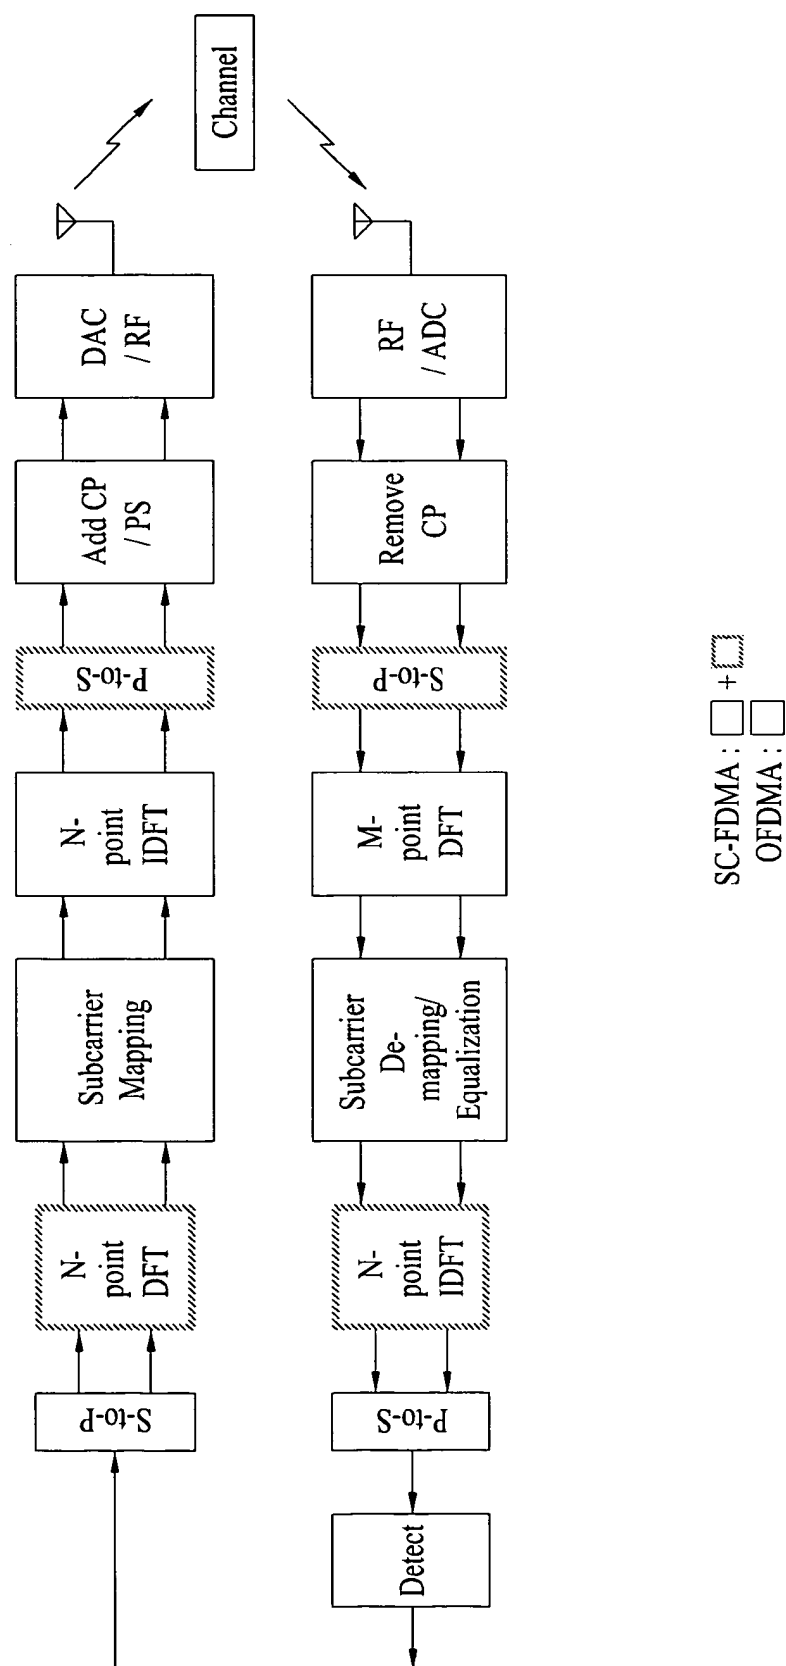 S-to-P
N-
point
DFT
Subcarrier
Mapping
N-
point
IDFT
P-to-S
Add CP
/ PS
DAC
/ RF
Channel
RF
/ ADC
Remove
CP
S-to-P
M-
point
DFT
Subcarrier
De-
mapping/
Equalization
N-
point
IDFT
P-to-S
Detect
SC-FDMA : +
OFDMA :